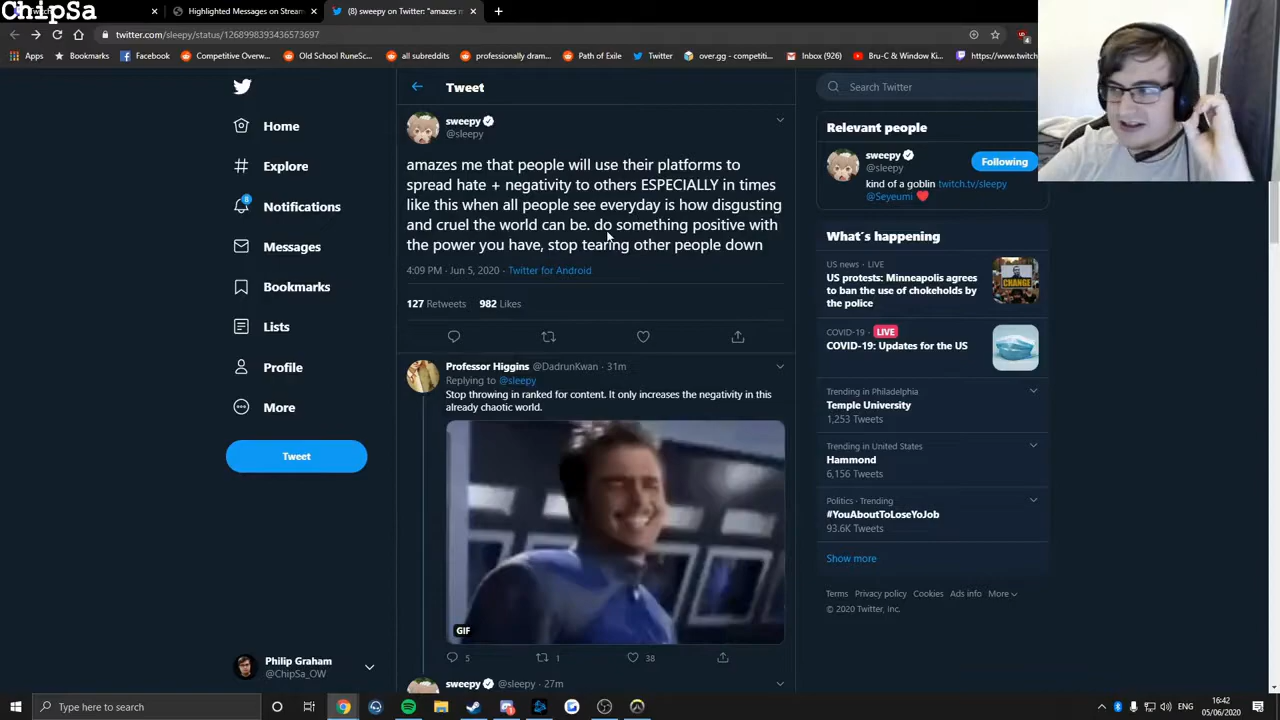 ChipSa
Highlighted Messages on Stream
(8) sweepy on Twitter: "amazes m
twitter.com/sleepy/status/1268998393436573697
Apps
Bookmarks
Facebook
Competitive Overw...
Old School RuneSc...
all subreddits
professionally dram...
Path of Exile
Twitter
over.gg - competiti...
Inbox (926)
Bru-C & Window Ki...
https://www.twitch
Home
Explore
8
Notifications
Messages
Bookmarks
Lists
Profile
More
Tweet
Philip Graham
@ChipSa_OW
Tweet
sweepy
@sleepy
amazes me that people will use their platforms to
spread hate + negativity to others ESPECIALLY in times
like this when all people see everyday is how disgusting
and cruel the world can be. do something positive with
the power you have, stop tearing other people down
4:09 PM · Jun 5, 2020 · Twitter for Android
127 Retweets 982 Likes
Professor Higgins @DadrunKwan · 31m
Replying to @sleepy
Stop throwing in ranked for content. It only increases the negativity in this
already chaotic world.
GIF
5 1 38
sweepy @sleepy · 27m
Search Twitter
Relevant people
sweepy
@sleepy
Following
kind of a goblin twitch.tv/sleepy
@Seyeumi
What's happening
US news · LIVE
US protests: Minneapolis agrees
to ban the use of chokeholds by
the police
CHANGE
COVID-19 · LIVE
COVID-19: Updates for the US
Trending in Philadelphia
Temple University
1,253 Tweets
Trending in United States
Hammond
6,156 Tweets
Politics · Trending
#YouAboutToLoseYoJob
93.6K Tweets
Show more
Terms Privacy policy Cookies Ads info More
© 2020 Twitter, Inc.
Type here to search
16:42
05/06/2020